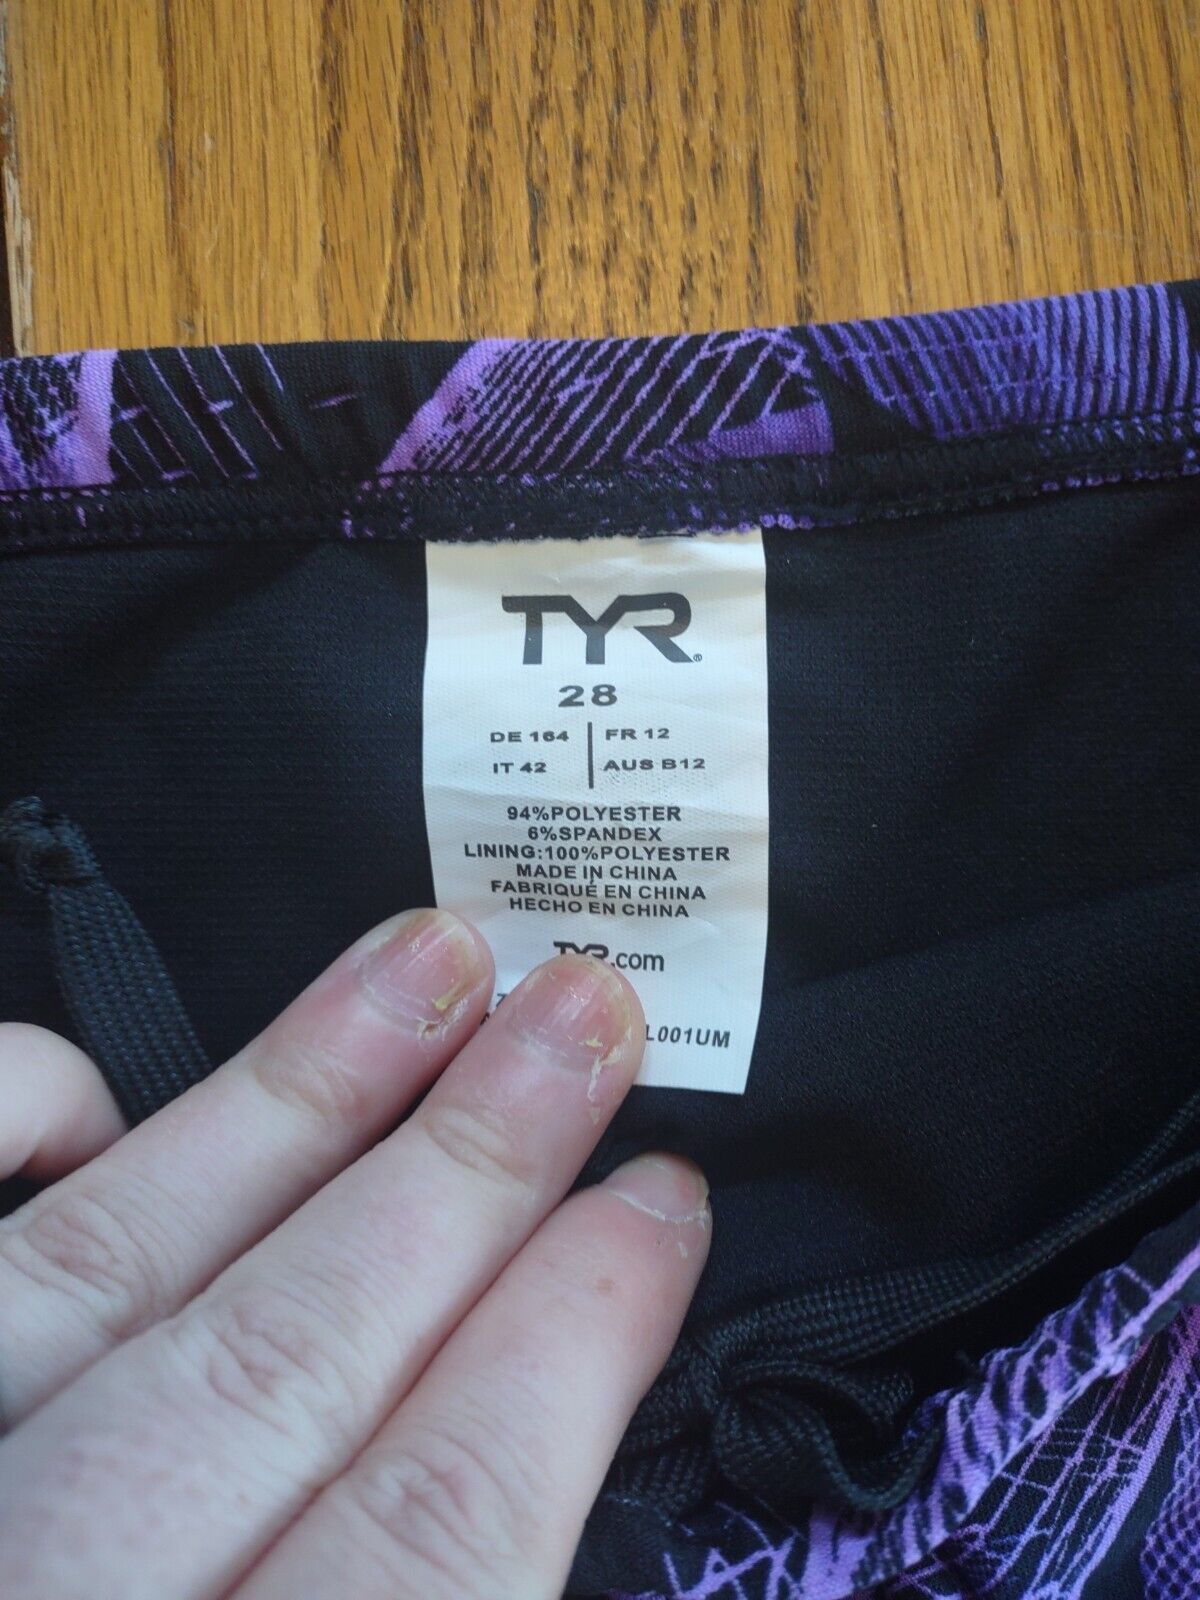 TYR®
28
DE 164 | FR 12
IT 42 | AUS B12
94%POLYESTER
6%SPANDEX
LINING:100%POLYESTER
MADE IN CHINA
FABRIQUÉ EN CHINA
HECHO EN CHINA
TYR.com
L001UM